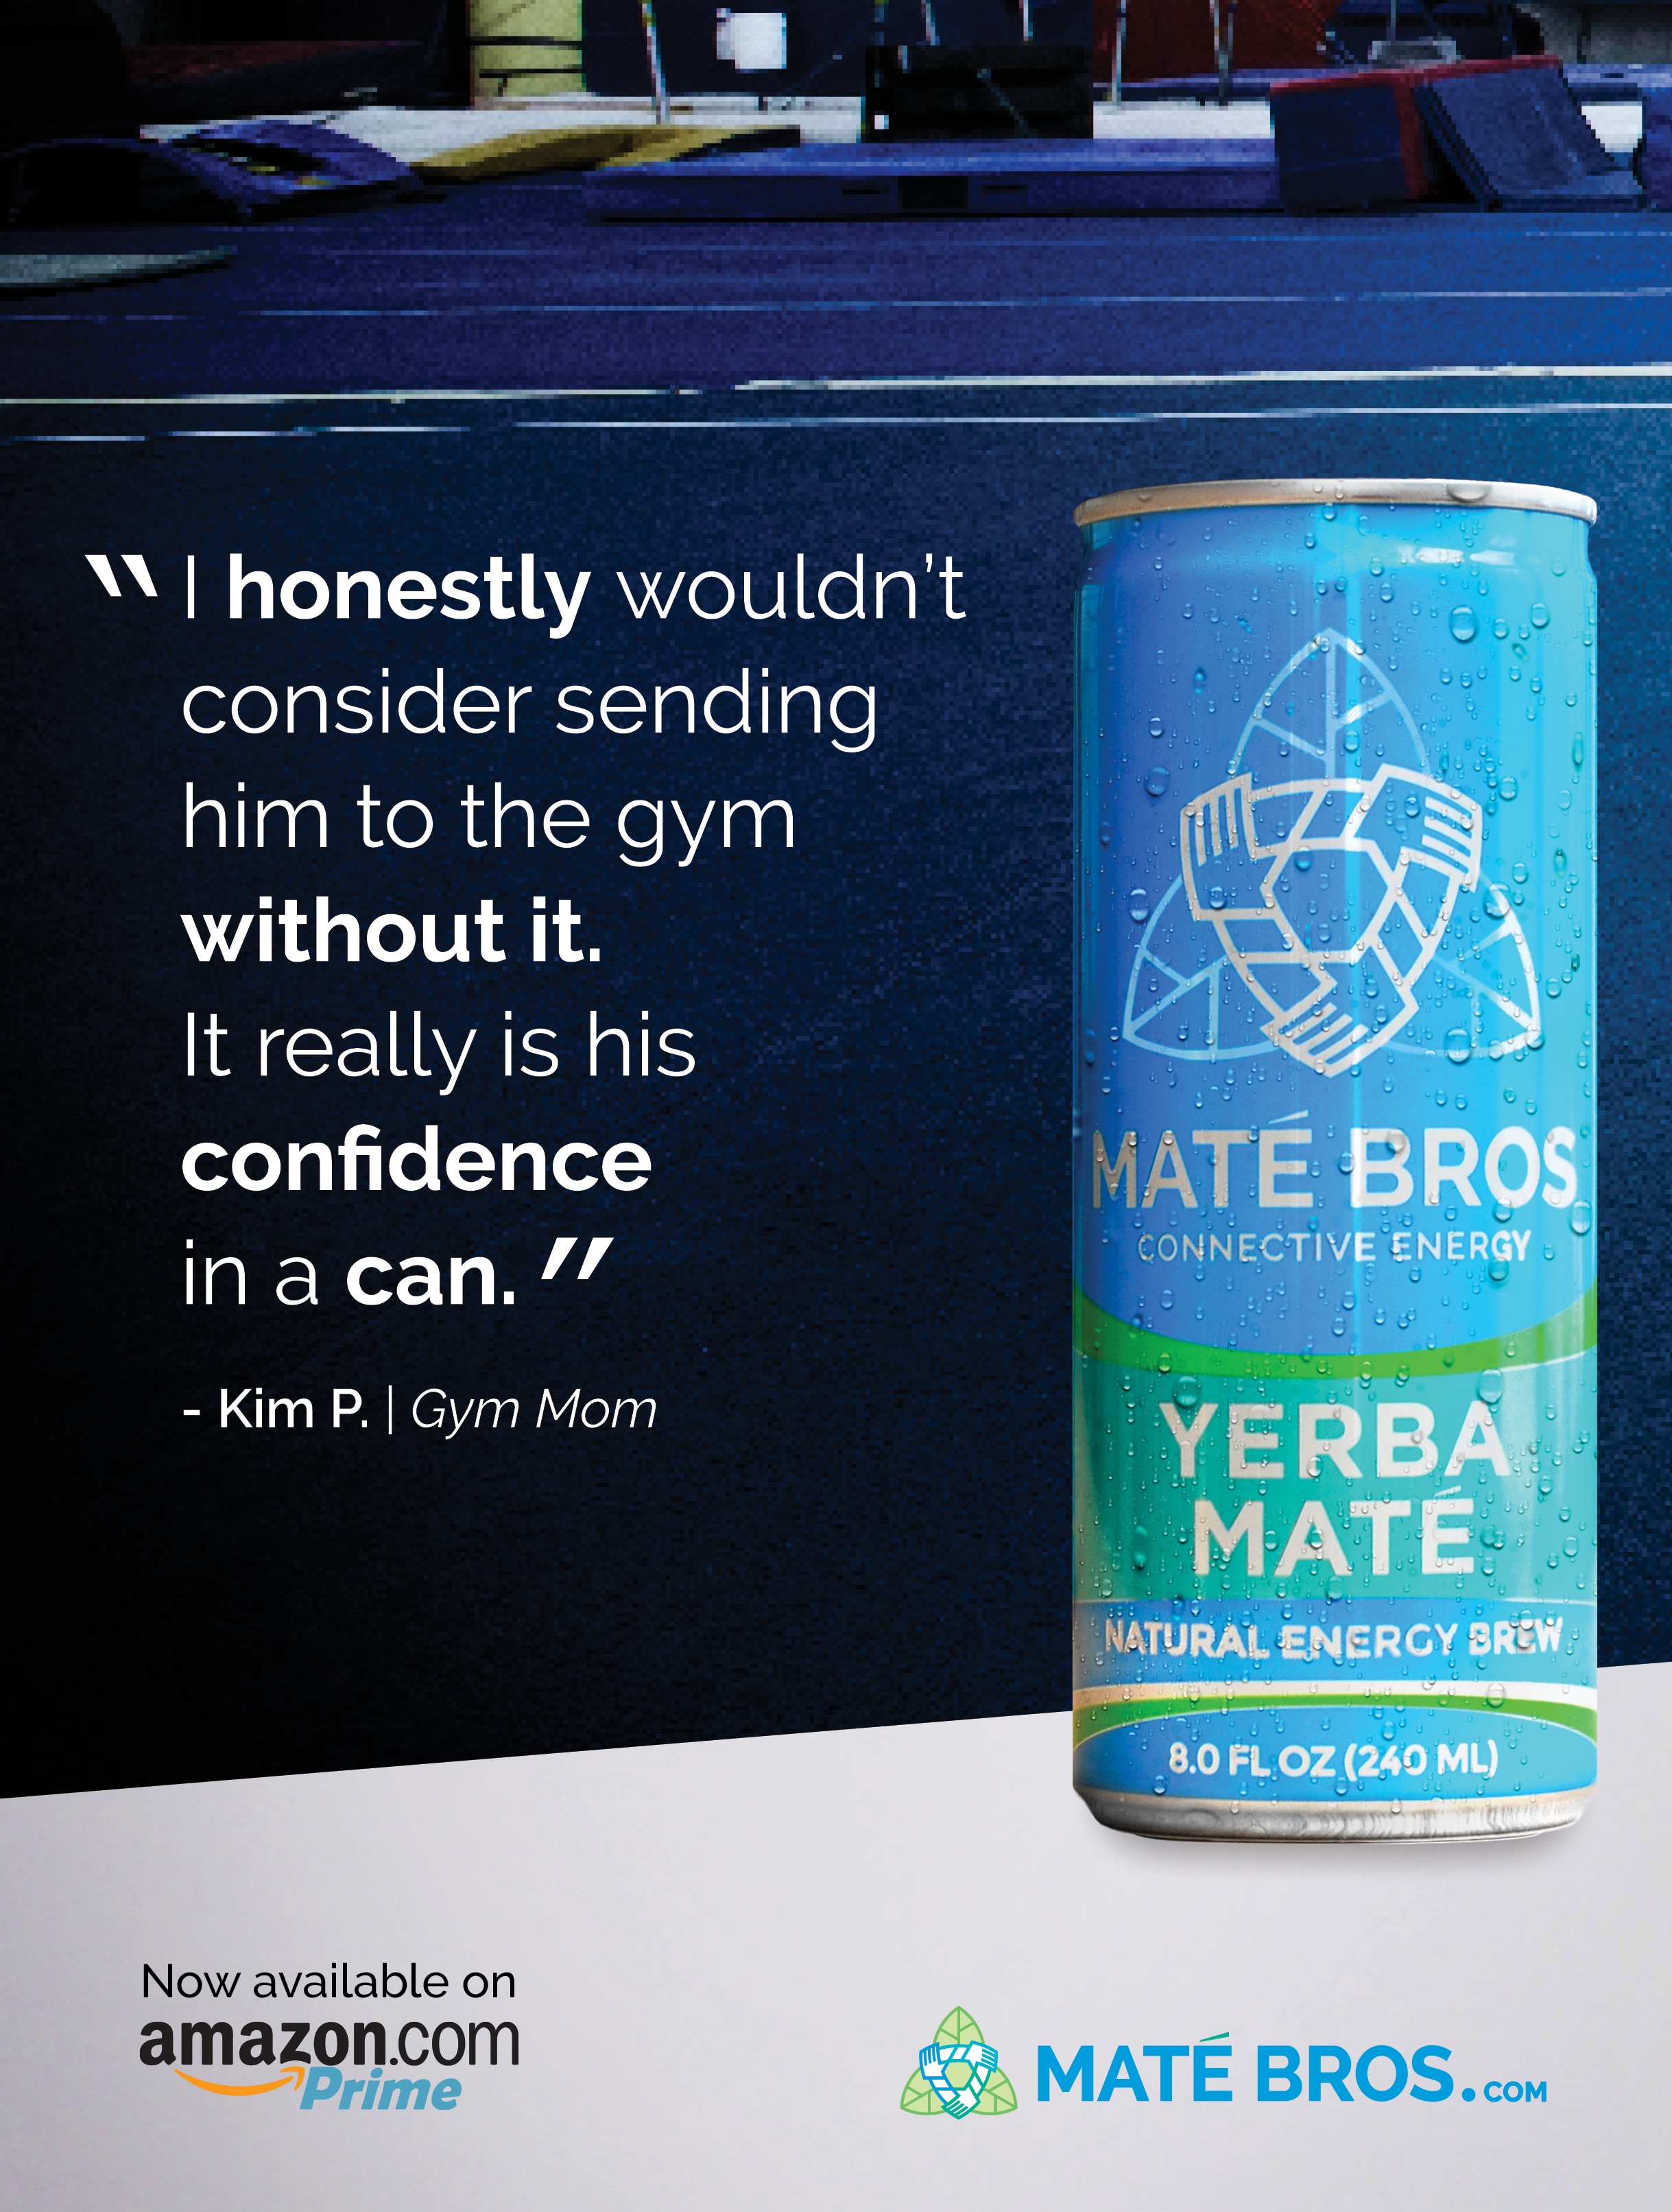 “ I honestly wouldn’t
consider sending
him to the gym
without it.
It really is his
confidence
in a can. ”
- Kim P. | Gym Mom
MATÉ BROS
CONNECTIVE ENERGY
YERBA
MATÉ
NATURAL ENERGY BREW
8.0 FL OZ (240 ML)
Now available on
amazon.com
Prime
MATÉ BROS.COM